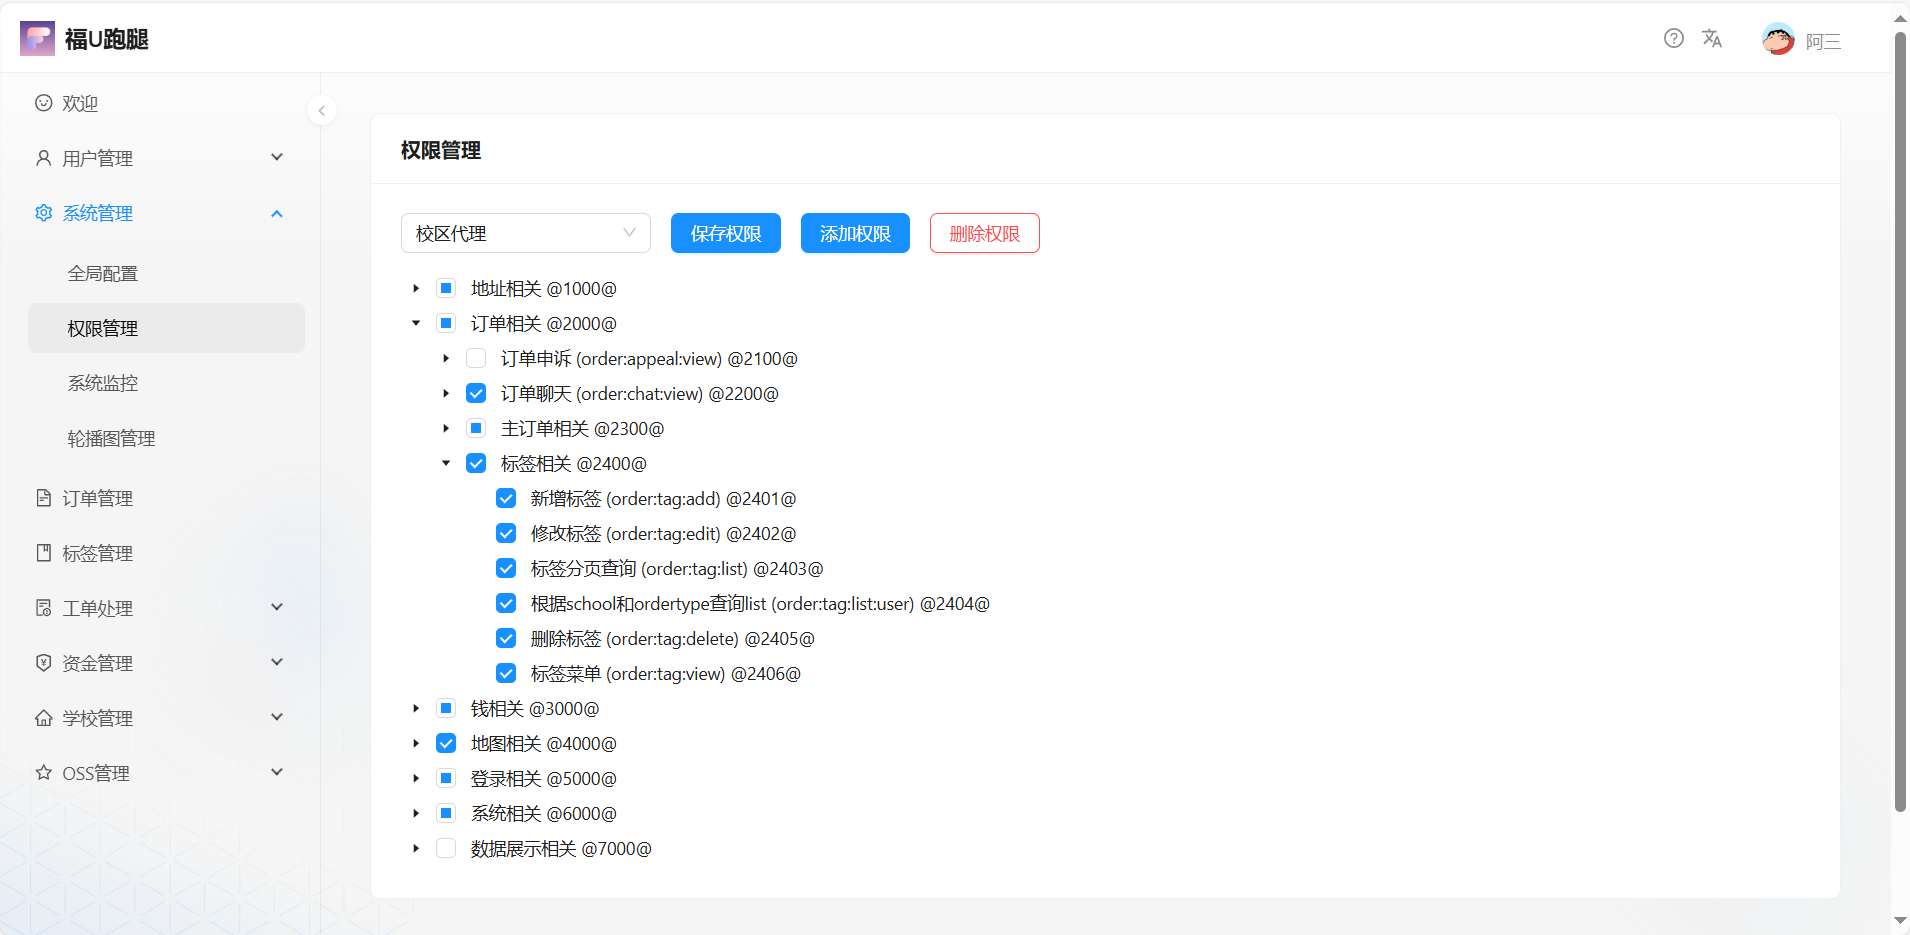 福U跑腿
阿三
欢迎
用户管理
系统管理
全局配置
权限管理
系统监控
轮播图管理
订单管理
标签管理
工单处理
资金管理
学校管理
OSS管理
权限管理
校区代理 保存权限 添加权限 删除权限
地址相关 @1000@
订单相关 @2000@
订单申诉 (order:appeal:view) @2100@
订单聊天 (order:chat:view) @2200@
主订单相关 @2300@
标签相关 @2400@
新增标签 (order:tag:add) @2401@
修改标签 (order:tag:edit) @2402@
标签分页查询 (order:tag:list) @2403@
根据school和ordertype查询list (order:tag:list:user) @2404@
删除标签 (order:tag:delete) @2405@
标签菜单 (order:tag:view) @2406@
钱相关 @3000@
地图相关 @4000@
登录相关 @5000@
系统相关 @6000@
数据展示相关 @7000@